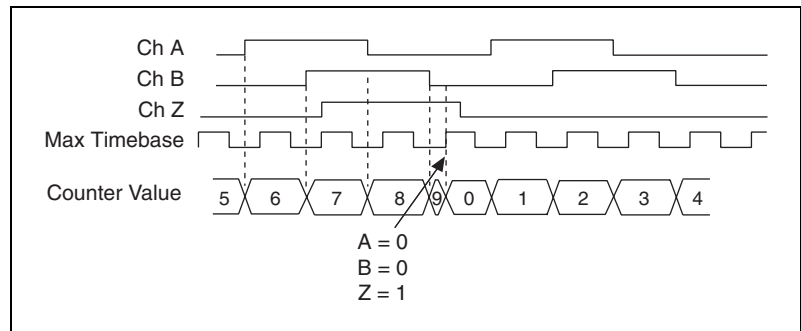 Ch A
Ch B
Ch Z
Max Timebase
Counter Value 5 6 7 8 9 0 1 2 3 4
A = 0
B = 0
Z = 1